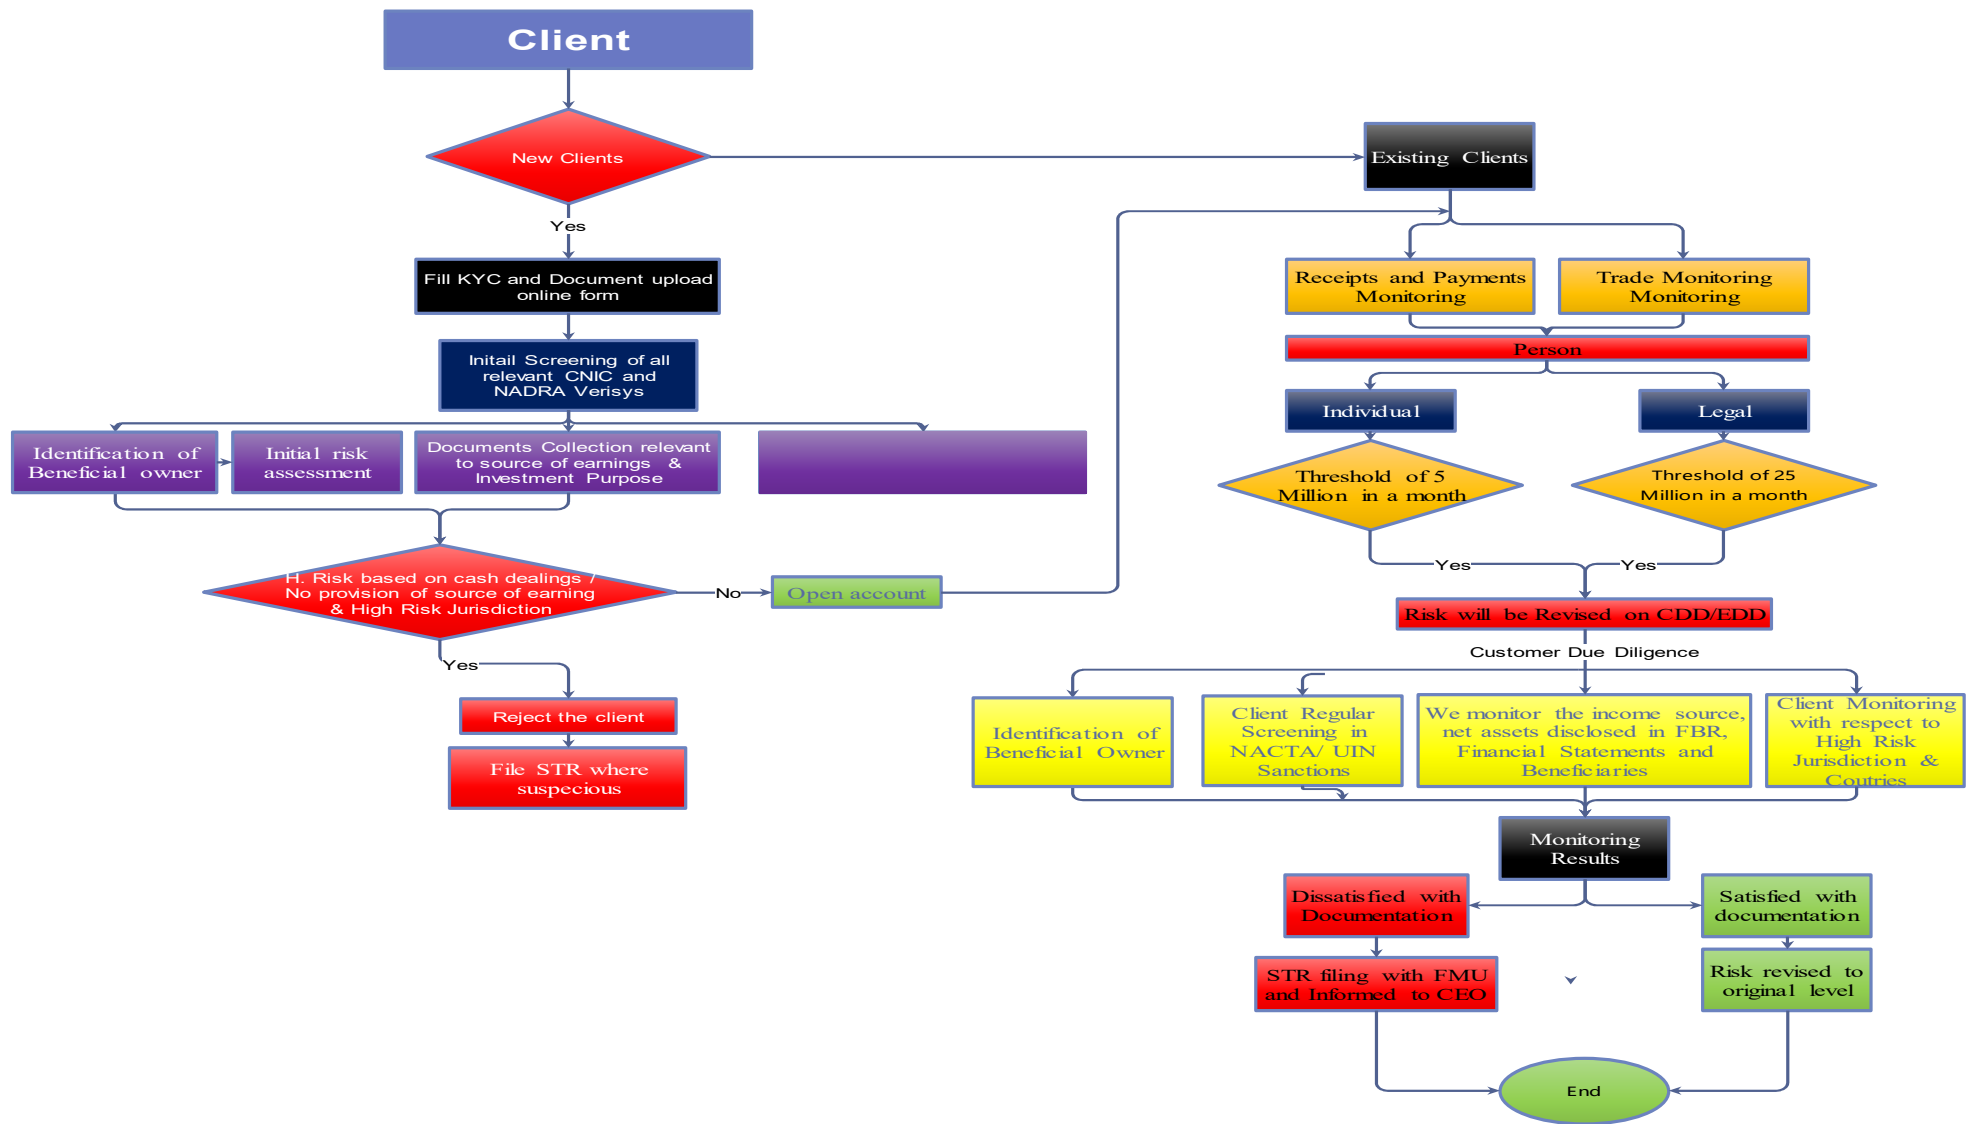 Client
New Clients
Yes
Fill KYC and Document upload
online form
Initail Screening of all
relevant CNIC and
NADRA Verisys
Identification of
Beneficial owner
Initial risk
assessment
Documents Collection relevant
to source of earnings &
Investment Purpose
H. Risk based on cash dealings /
No provision of source of earning
& High Risk Jurisdiction
No
Open account
Yes
Reject the client
File STR where
suspecious
Existing Clients
Receipts and Payments
Monitoring
Trade Monitoring
Monitoring
Person
Individual
Legal
Threshold of 5
Million in a month
Threshold of 25
Million in a month
Yes
Yes
Risk will be Revised on CDD/EDD
Customer Due Diligence
Identification of
Beneficial Owner
Client Regular
Screening in
NACTA/ UIN
Sanctions
We monitor the income source,
net assets disclosed in FBR,
Financial Statements and
Beneficiaries
Client Monitoring
with respect to
High Risk
Jurisdiction &
Coutries
Monitoring
Results
Dissatisfied with
Documentation
Satisfied with
documentation
STR filing with FMU
and Informed to CEO
Risk revised to
original level
End